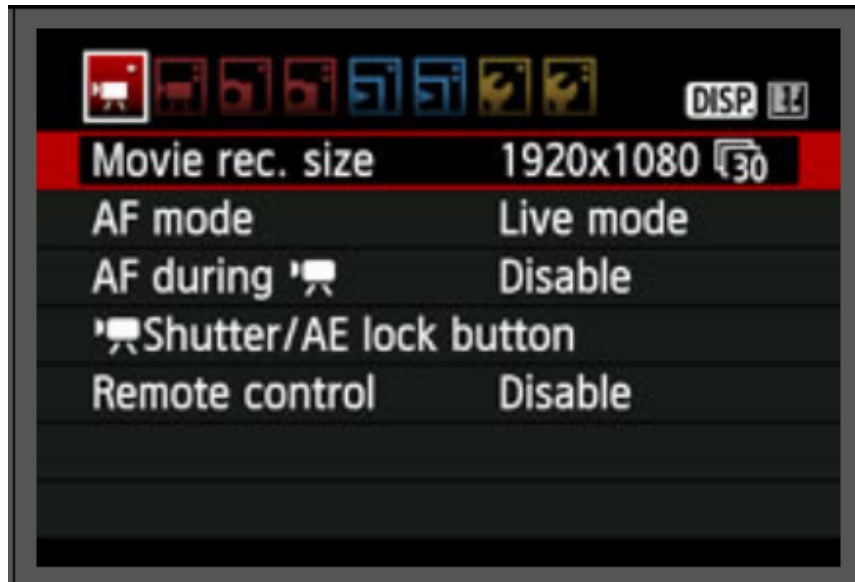 DISP.
Movie rec. size 1920x1080 30
AF mode Live mode
AF during Disable
Shutter/AE lock button
Remote control Disable